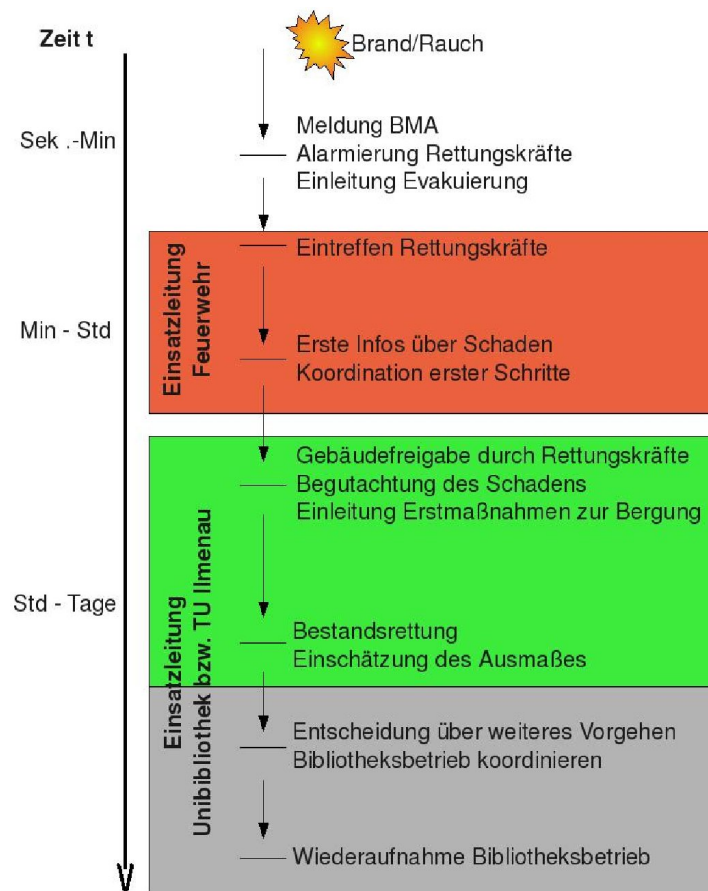 Zeit t
Brand/Rauch
Sek .-Min
Meldung BMA
Alarmierung Rettungskräfte
Einleitung Evakuierung
Einsatzleitung
Feuerwehr
Eintreffen Rettungskräfte
Min - Std
Erste Infos über Schaden
Koordination erster Schritte
Einsatzleitung
Unibibliothek bzw. TU Ilmenau
Gebäudefreigabe durch Rettungskräfte
Begutachtung des Schadens
Einleitung Erstmaßnahmen zur Bergung
Std - Tage
Bestandsrettung
Einschätzung des Ausmaßes
Entscheidung über weiteres Vorgehen
Bibliotheksbetrieb koordinieren
Wiederaufnahme Bibliotheksbetrieb